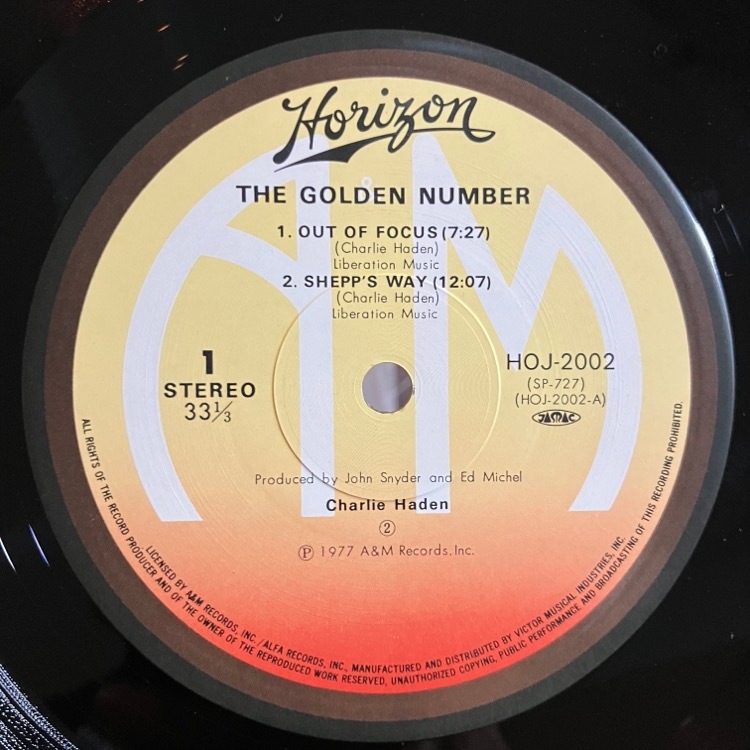 Horizon
THE GOLDEN NUMBER
1. OUT OF FOCUS (7:27)
(Charlie Haden)
Liberation Music
2. SHEPP'S WAY (12:07)
(Charlie Haden)
Liberation Music
1
STEREO
33⅓
HOJ-2002
(SP-727)
(HOJ-2002-A)
JASRAC
Produced by John Snyder and Ed Michel
Charlie Haden
②
Ⓟ 1977 A&M Records, Inc.
ALL RIGHTS OF THE RECORD PRODUCER AND OF THE OWNER OF THE REPRODUCED WORK RESERVED, UNAUTHORIZED COPYING, PUBLIC PERFORMANCE AND BROADCASTING OF THIS RECORDING PROHIBITED.
LICENSED BY A&M RECORDS, INC./ALFA RECORDS, INC., MANUFACTURED AND DISTRIBUTED BY VICTOR MUSICAL INDUSTRIES, INC.
AM